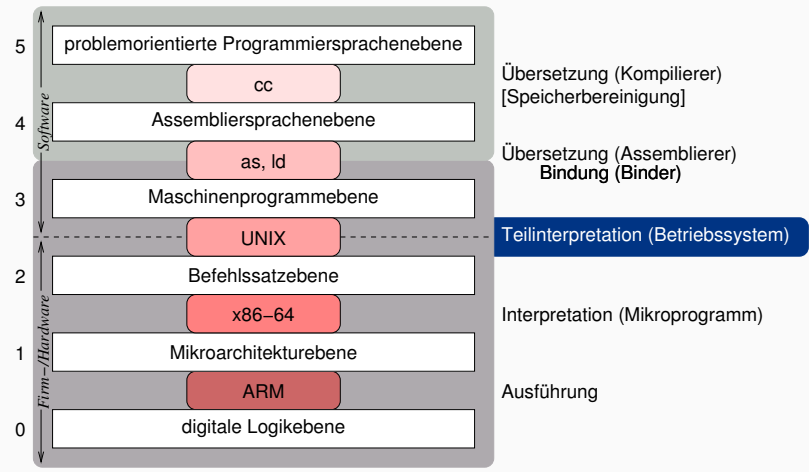 5
problemorientierte Programmiersprachenebene
cc
Übersetzung (Kompilierer)
[Speicherbereinigung]
4
Assembliersprachenebene
Software
as, ld
Übersetzung (Assemblierer)
Bindung (Binder)
3
Maschinenprogrammebene
UNIX
Teilinterpretation (Betriebssystem)
2
Befehlssatzebene
x86−64
Interpretation (Mikroprogramm)
1
Mikroarchitekturebene
Firm−/Hardware
ARM
Ausführung
0
digitale Logikebene